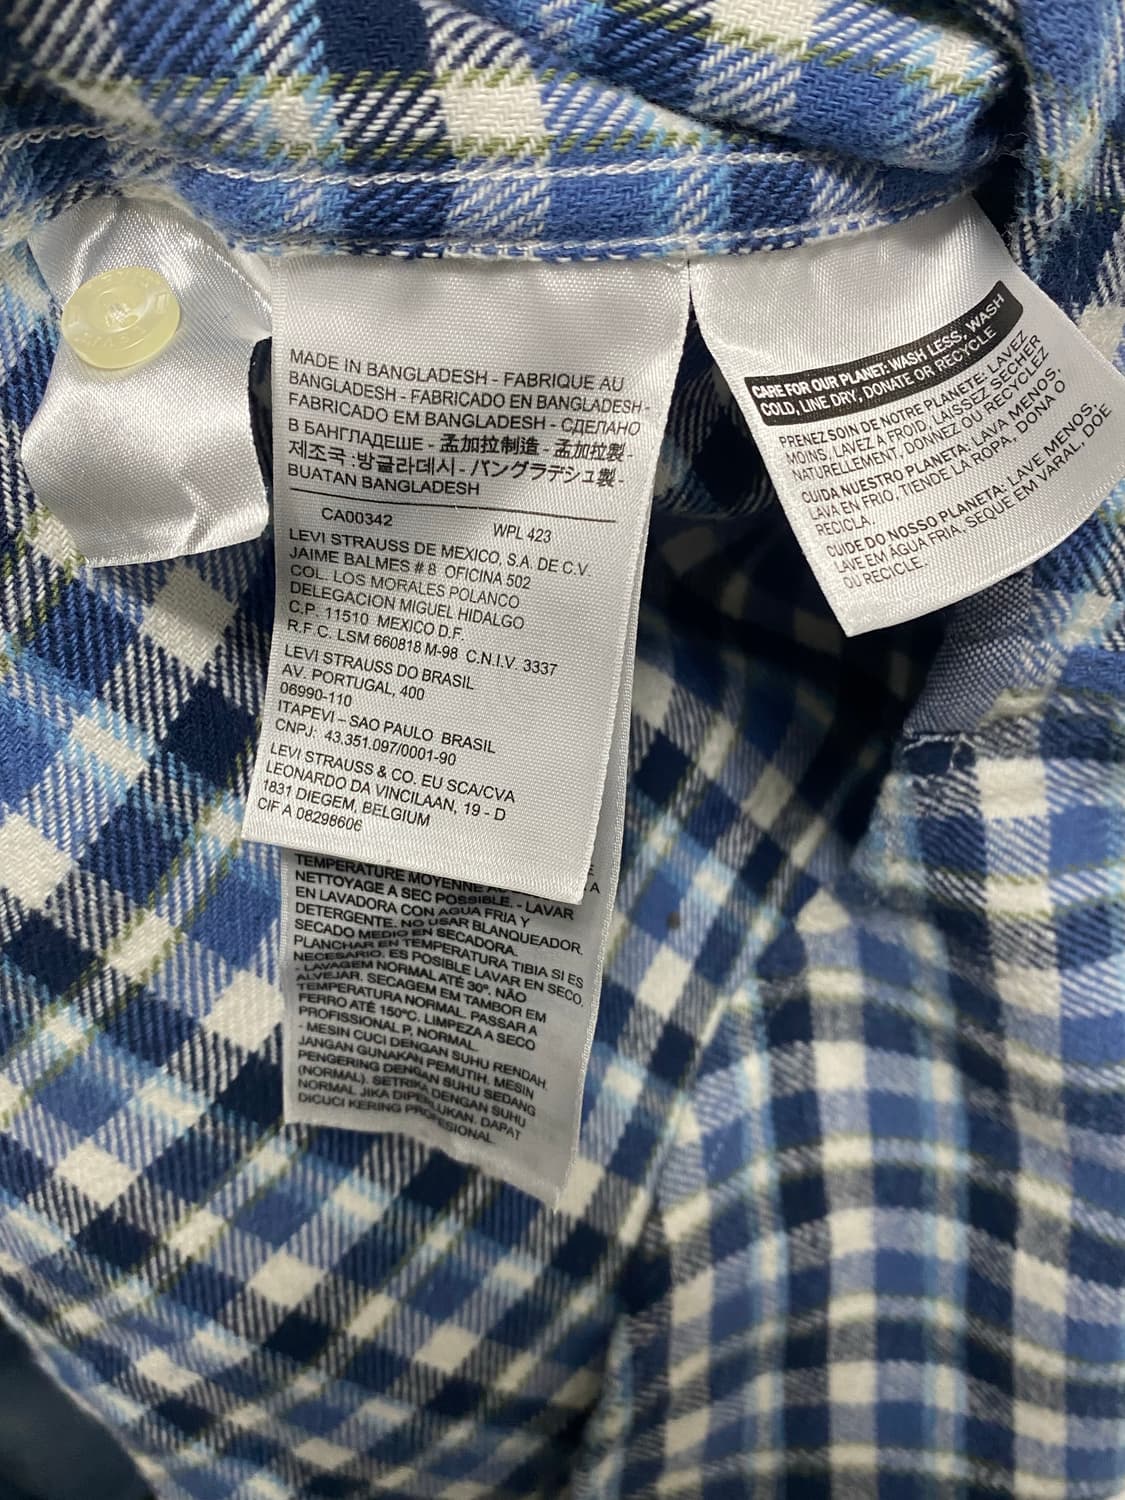 MADE IN BANGLADESH - FABRIQUE AU
BANGLADESH - FABRICADO EN BANGLADESH -
FABRICADO EM BANGLADESH - СДЕЛАНО
В БАНГЛАДЕШЕ - 孟加拉制造 - 孟加拉製 -
제조국 :방글라데시 - バングラデシュ製 -
BUATAN BANGLADESH
CA00342 WPL 423
LEVI STRAUSS DE MEXICO, S.A. DE C.V.
JAIME BALMES # 8 OFICINA 502
COL. LOS MORALES POLANCO
DELEGACION MIGUEL HIDALGO
C.P. 11510 MEXICO D.F.
R.F.C. LSM 660818 M-98 C.N.I.V. 3337
LEVI STRAUSS DO BRASIL
AV. PORTUGAL, 400
06990-110
ITAPEVI – SAO PAULO BRASIL
CNPJ: 43.351.097/0001-90
LEVI STRAUSS & CO. EU SCA/CVA
LEONARDO DA VINCILAAN, 19 - D
1831 DIEGEM, BELGIUM
CIF A 08298606
TEMPERATURE MOYENNE
NETTOYAGE A SEC POSSIBLE. - LAVAR
EN LAVADORA CON AGUA FRIA Y
DETERGENTE. NO USAR BLANQUEADOR.
SECADO MEDIO EN SECADORA.
PLANCHAR EN TEMPERATURA TIBIA SI ES
NECESARIO. ES POSIBLE LAVAR EN SECO.
- LAVAGEM NORMAL ATÉ 30º. NÃO
ALVEJAR. SECAGEM EM TAMBOR EM
TEMPERATURA NORMAL. PASSAR A
FERRO ATÉ 150ºC. LIMPEZA A SECO
PROFISSIONAL P, NORMAL.
- MESIN CUCI DENGAN SUHU RENDAH.
JANGAN GUNAKAN PEMUTIH. MESIN
PENGERING DENGAN SUHU SEDANG
(NORMAL). SETRIKA DENGAN SUHU
NORMAL JIKA DIPERLUKAN. DAPAT
DICUCI KERING PROFESIONAL.
CARE FOR OUR PLANET: WASH LESS, WASH
COLD, LINE DRY, DONATE OR RECYCLE
PRENEZ SOIN DE NOTRE PLANETE: LAVEZ
MOINS, LAVEZ A FROID, LAISSEZ SECHER
NATURELLEMENT, DONNEZ OU RECYCLEZ
CUIDA NUESTRO PLANETA: LAVA MENOS,
LAVA EN FRIO, TIENDE LA ROPA, DONA O
RECICLA.
CUIDE DO NOSSO PLANETA: LAVE MENOS,
LAVE EM ÁGUA FRIA, SEQUE EM VARAL, DOE
OU RECICLE.